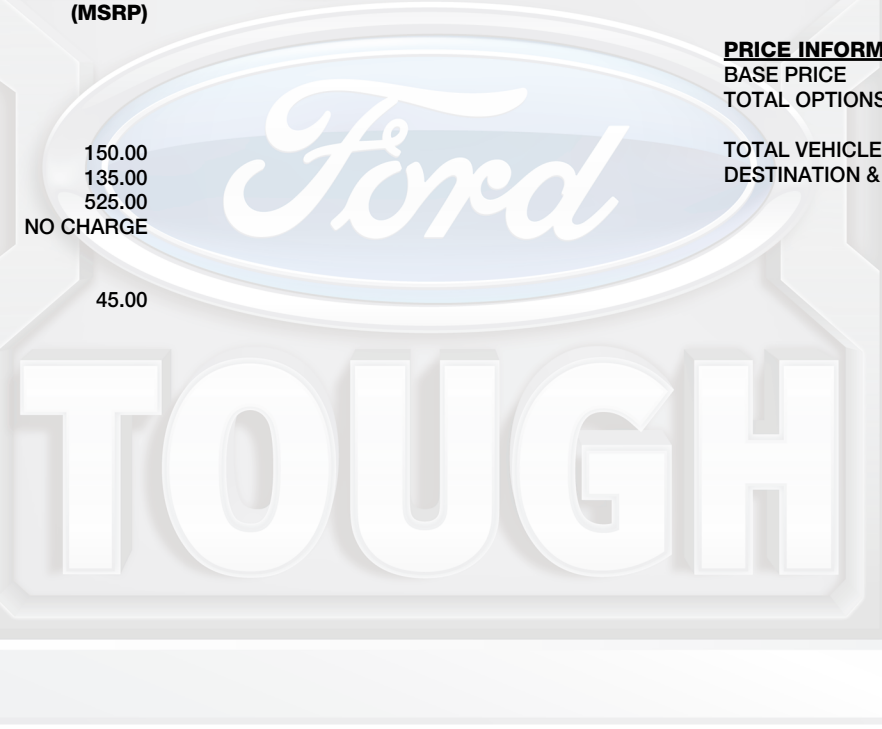 (MSRP)
150.00
135.00
525.00
NO CHARGE
45.00
PRICE INFORM
BASE PRICE
TOTAL OPTIONS
TOTAL VEHICLE
DESTINATION &
Ford
TOUGH